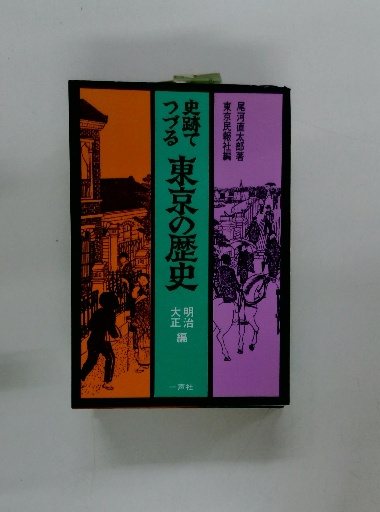 尾河直太郎著
東京民報社編
史跡で
つづる
東京の歴史
明治
大正
編
一声社